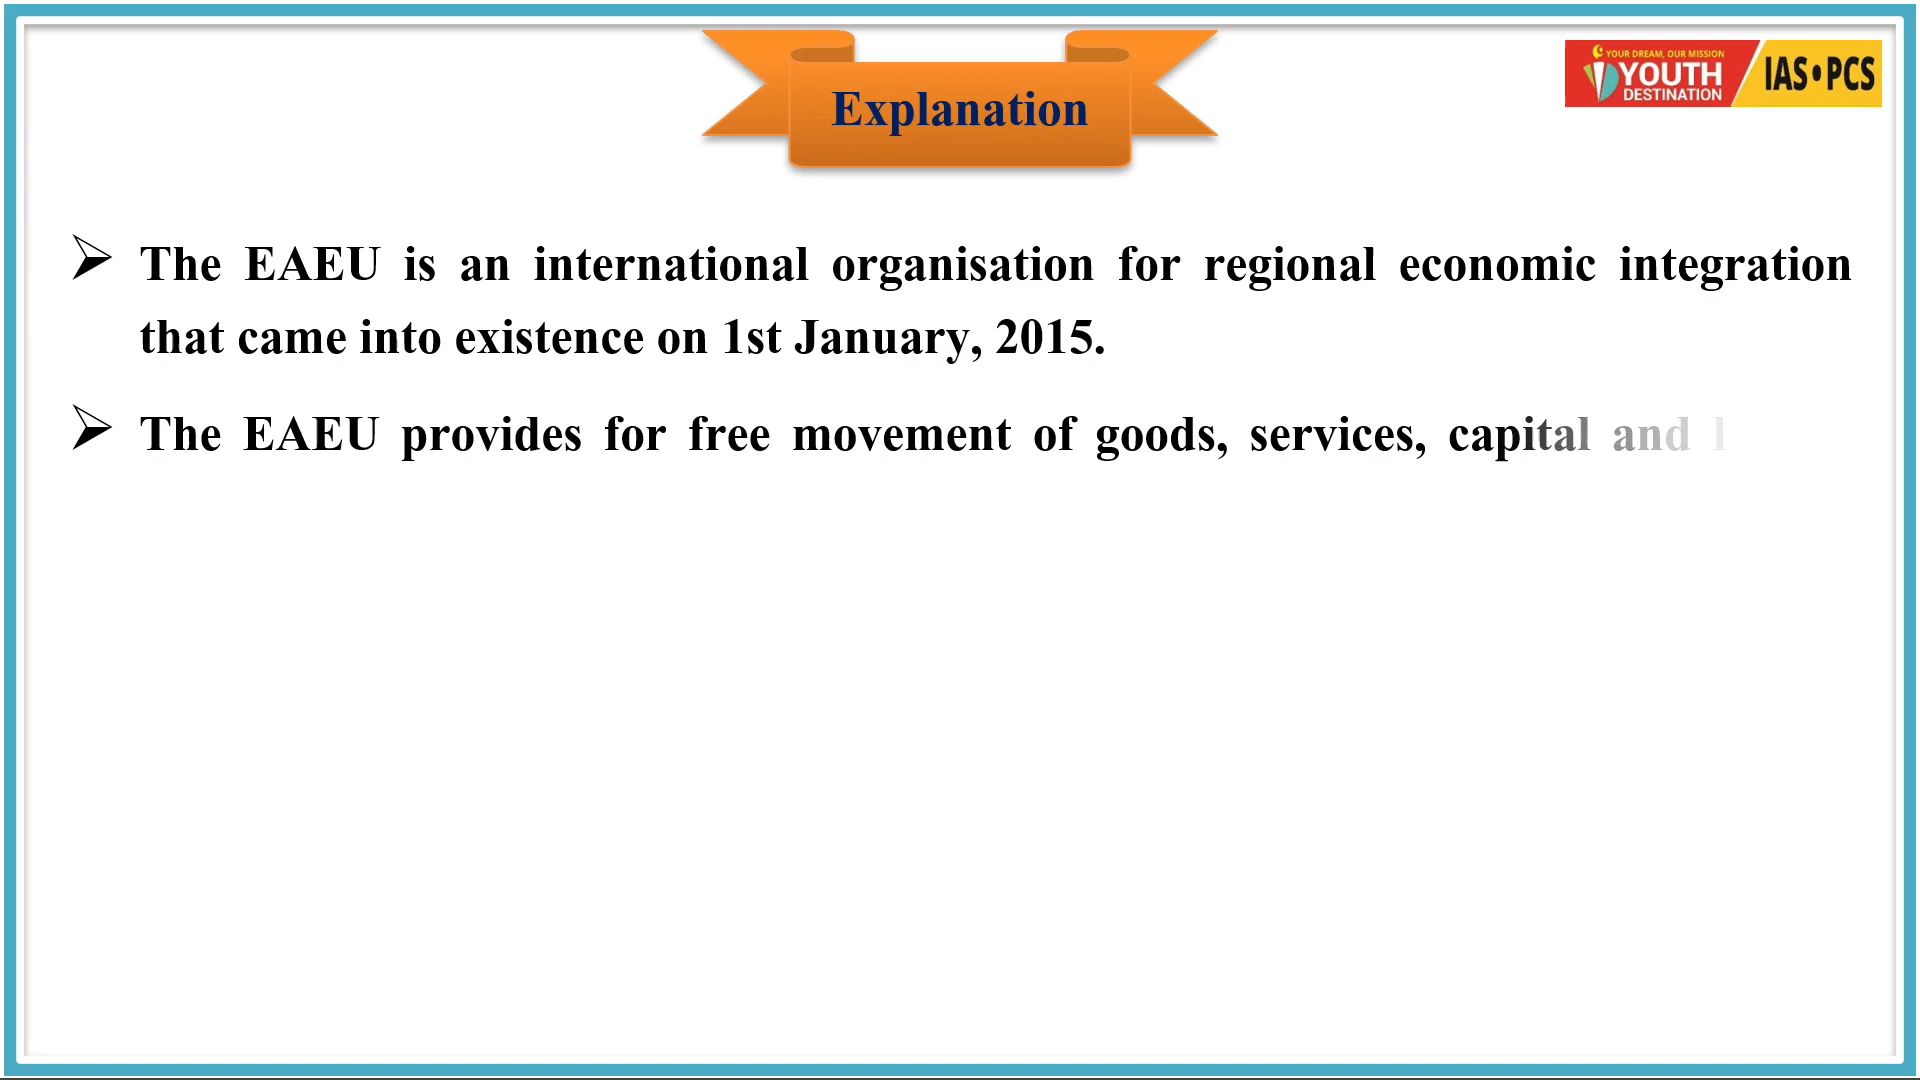 Explanation
YOUR DREAM, OUR MISSION
YOUTH
DESTINATION
IAS•PCS
➢ The EAEU is an international organisation for regional economic integration
that came into existence on 1st January, 2015.
➢ The EAEU provides for free movement of goods, services, capital and l